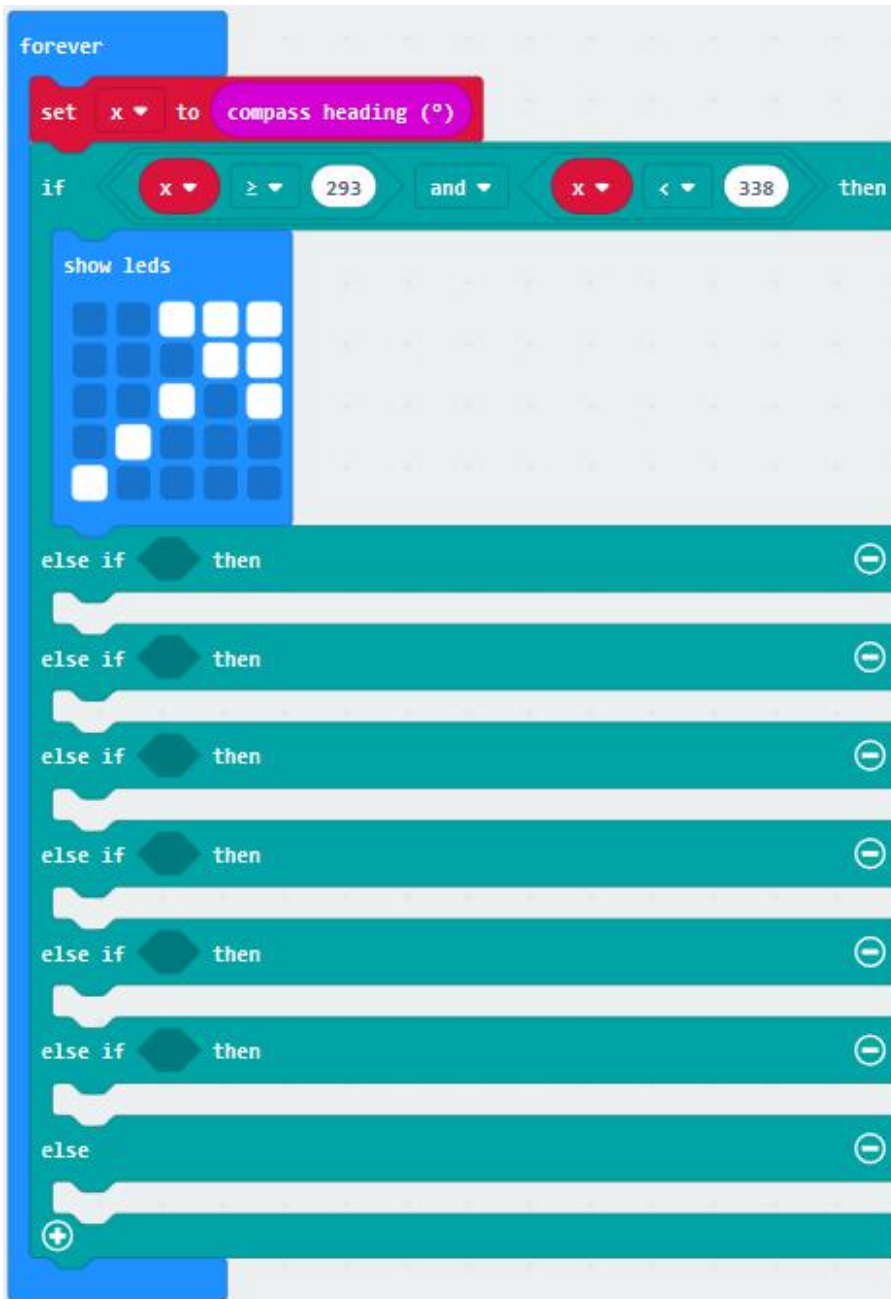 forever
set x to compass heading (°)
if x ≥ 293 and x < 338 then
show leds
else if then
else if then
else if then
else if then
else if then
else if then
else